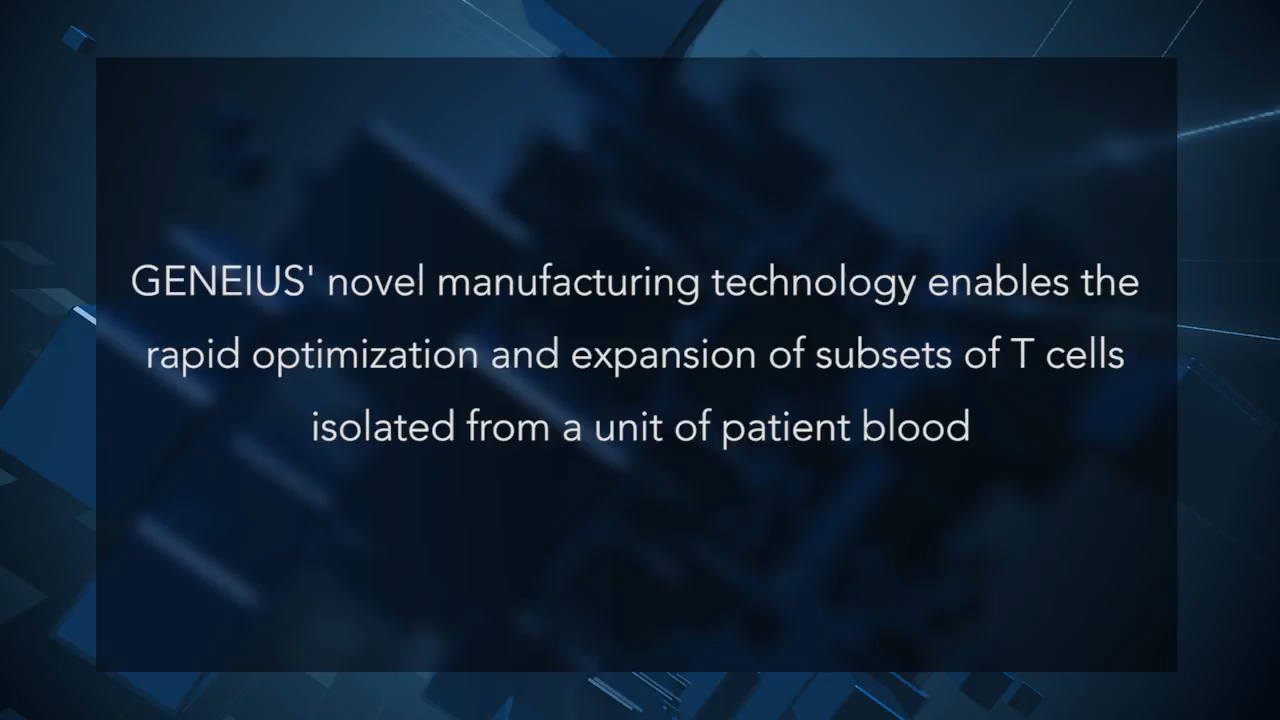 GENEIUS' novel manufacturing technology enables the
rapid optimization and expansion of subsets of T cells
isolated from a unit of patient blood